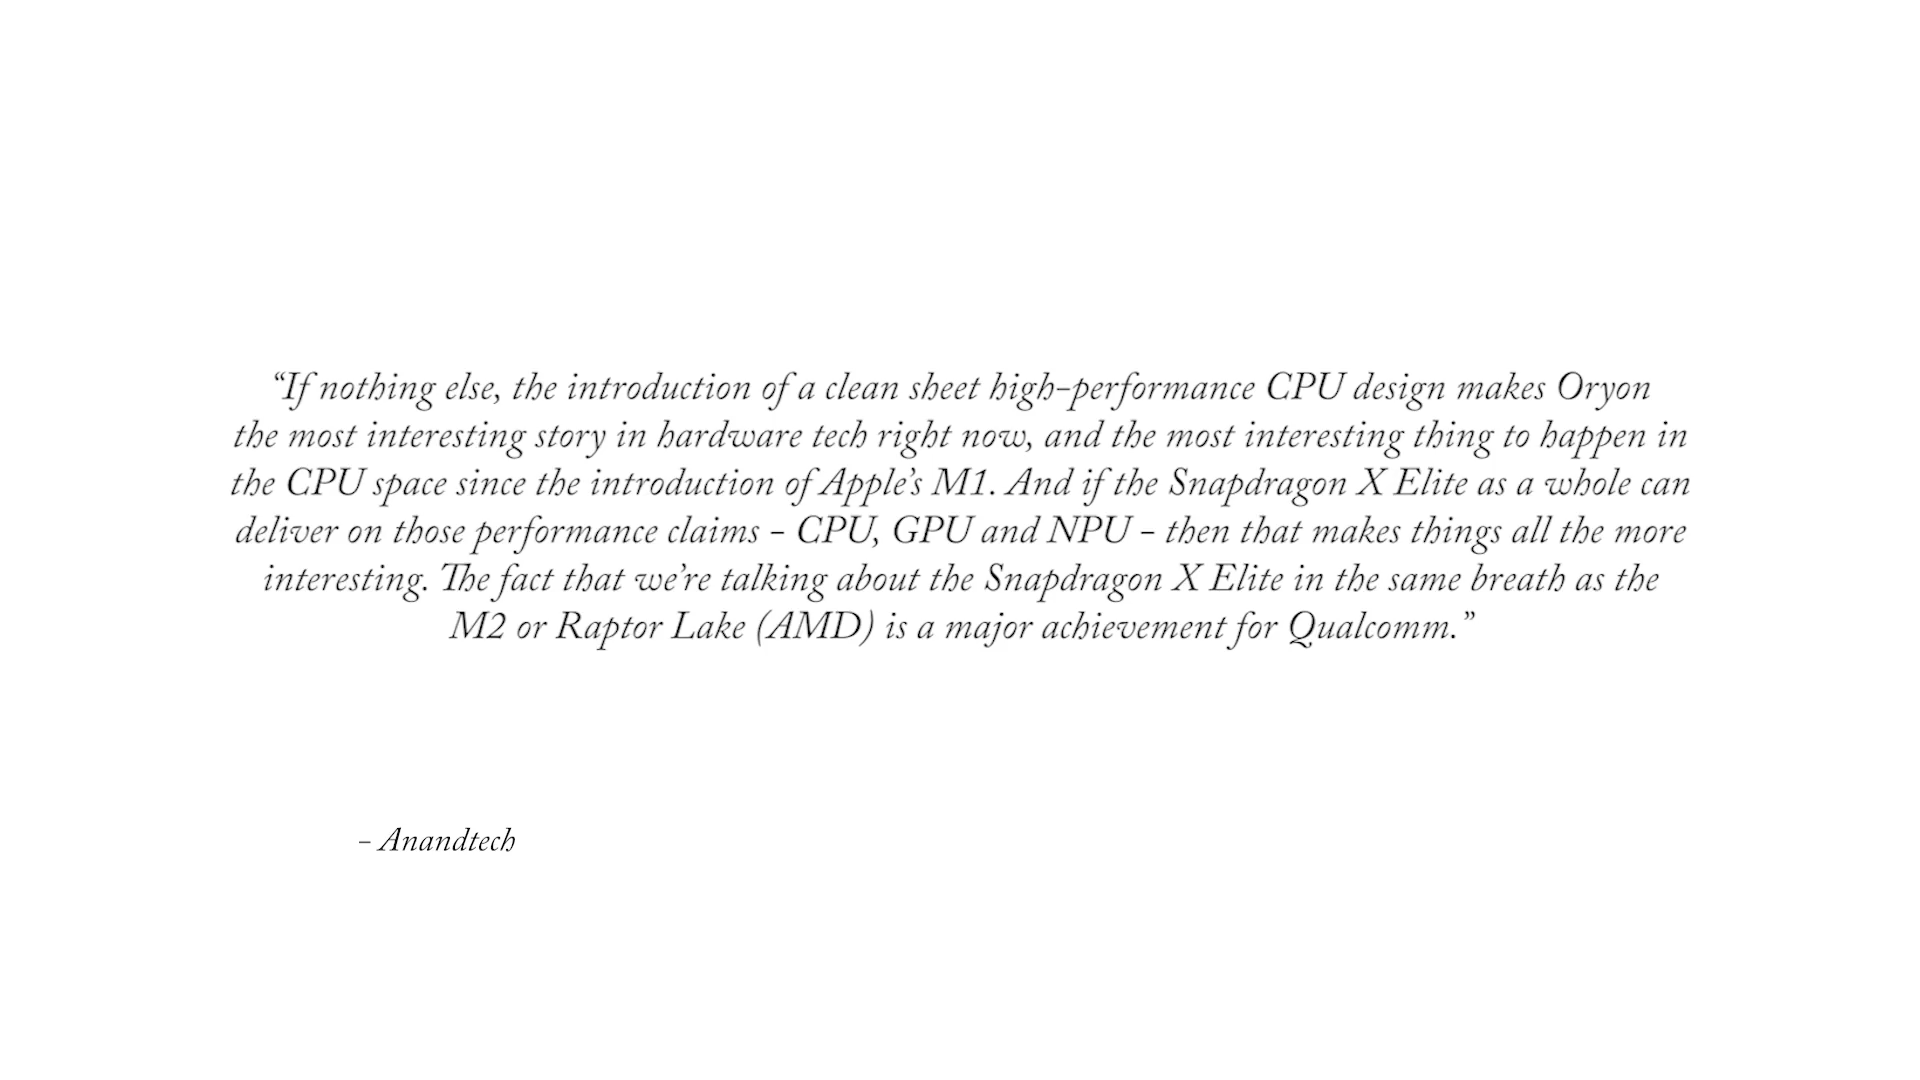 “If nothing else, the introduction of a clean sheet high-performance CPU design makes Oryon
the most interesting story in hardware tech right now, and the most interesting thing to happen in
the CPU space since the introduction of Apple’s M1. And if the Snapdragon X Elite as a whole can
deliver on those performance claims – CPU, GPU and NPU – then that makes things all the more
interesting. The fact that we’re talking about the Snapdragon X Elite in the same breath as the
M2 or Raptor Lake (AMD) is a major achievement for Qualcomm.”
– Anandtech